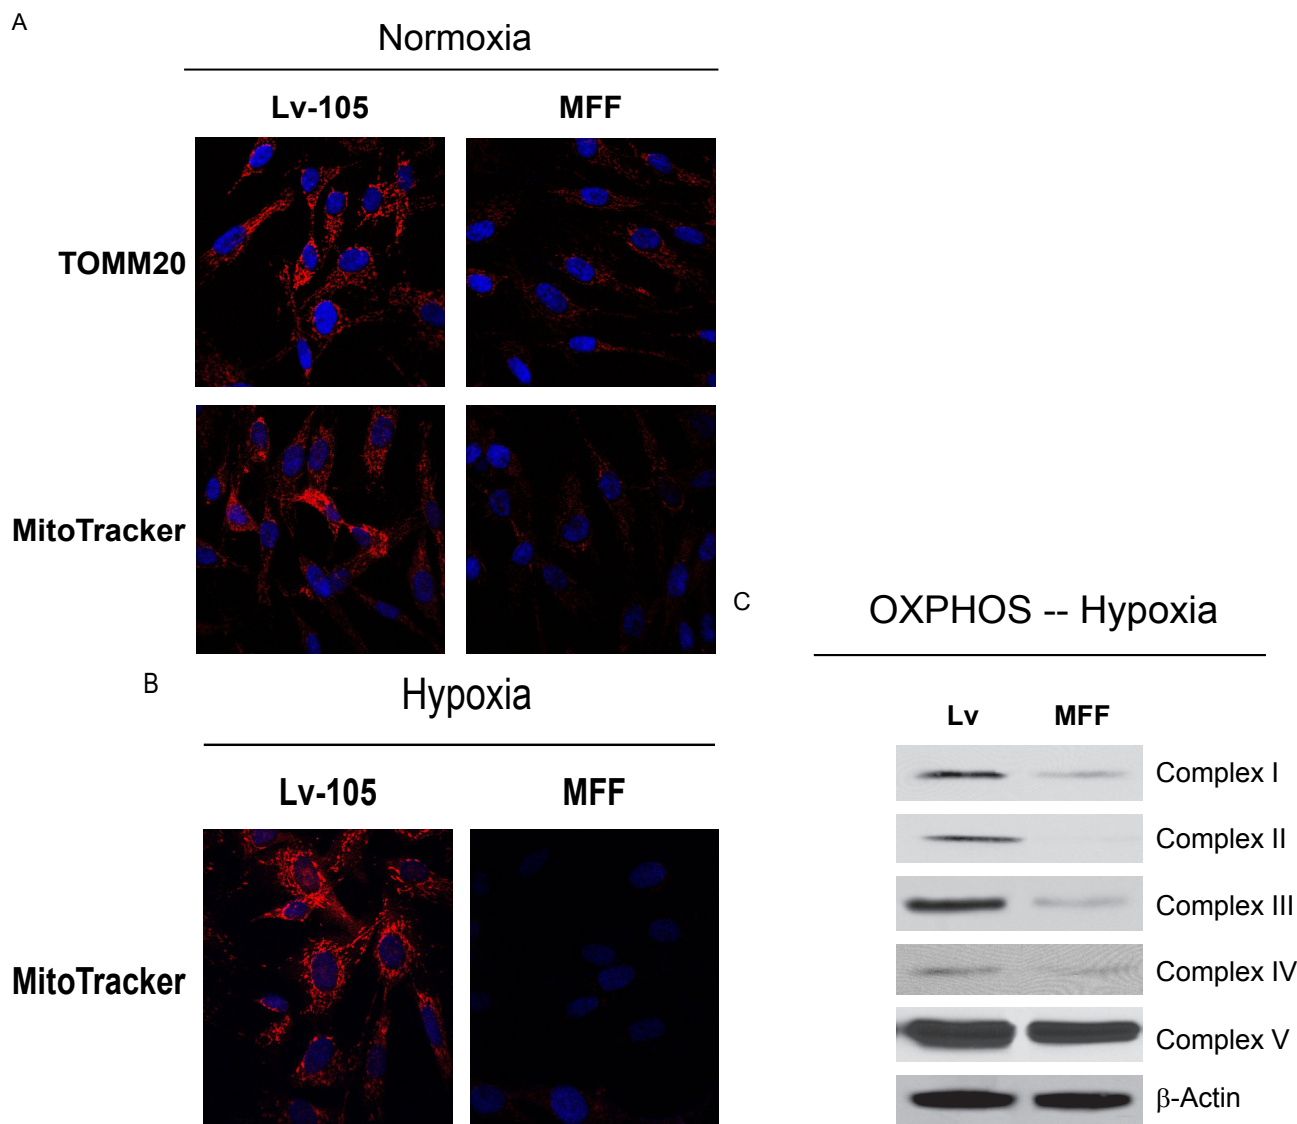 A
Normoxia
Lv-105 MFF
TOMM20
MitoTracker
B
Hypoxia
Lv-105 MFF
MitoTracker
C
OXPHOS -- Hypoxia
Lv MFF
Complex I
Complex II
Complex III
Complex IV
Complex V
β-Actin